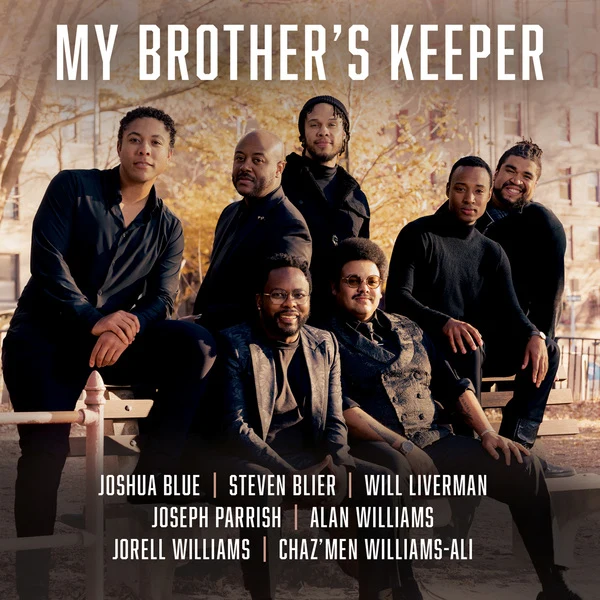 MY BROTHER'S KEEPER
JOSHUA BLUE | STEVEN BLIER | WILL LIVERMAN
JOSEPH PARRISH | ALAN WILLIAMS
JORELL WILLIAMS | CHAZ'MEN WILLIAMS-ALI